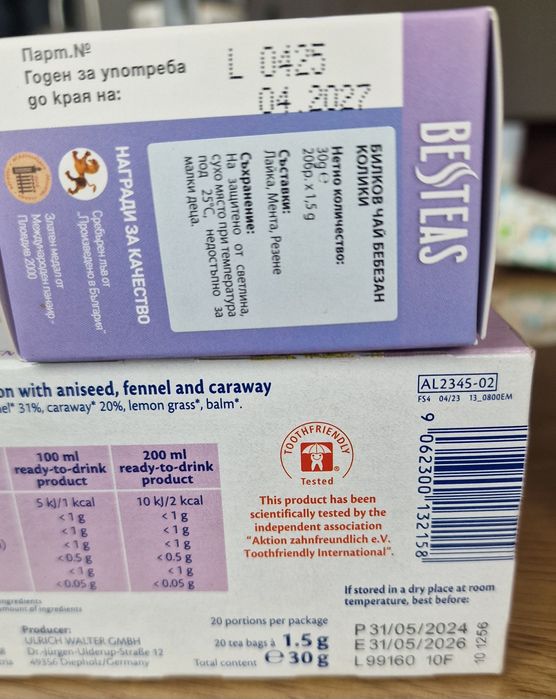 Парт.№
Годен за употреба
до края на:
L 0425
04.2027
BESTEAS
БИЛКОВ ЧАЙ БЕБЕЗАН
КОЛИКИ
Нетно количество:
30g ℮
20бр. x 1,5 g
Съставки:
Лайка, Мента, Резене
Съхранение:
На защитено от светлина,
сухо място при температура
под 25°C, недостъпно за
малки деца.
НАГРАДИ ЗА КАЧЕСТВО
Сребърен лъв от
"Произведено в България"
Златен медал от
Международен панаир -
Пловдив 2000
on with aniseed, fennel and caraway
el* 31%, caraway* 20%, lemon grass*, balm*.
100 ml
ready-to-drink
product
200 ml
ready-to-drink
product
5 kJ/1 kcal
10 kJ/2 kcal
<1 g
<1 g
<1 g
<1 g
<1 g
<1 g
<0.5 g
<0.5 g
<1 g
<1 g
<0.05 g
<0.05 g
ingredients
amount of ingredients
Producer:
ULRICH WALTER GMBH
Dr.-Jürgen-Ulderup-Straße 12
49356 Diepholz/Germany
TOOTHFRIENDLY
Tested
This product has been
scientifically tested by the
independent association
"Aktion zahnfreundlich e.V.
Toothfriendly International".
20 portions per package
20 tea bags à 1.5 g
Total content ℮ 30 g
AL2345-02
FS4 04/23 13_0800EM
9 062300 132158
If stored in a dry place at room
temperature, best before:
P 31/05/2024
E 31/05/2026
L99160 10F
10 1256